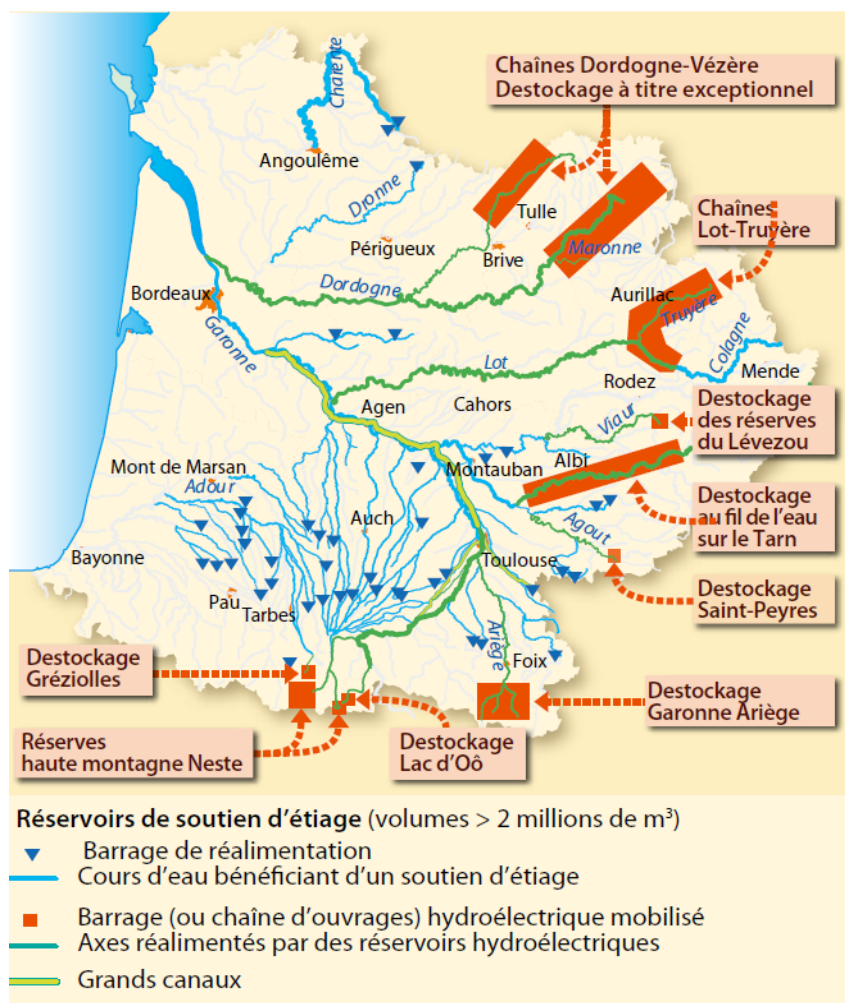 Chaînes Dordogne-Vézère
Destockage à titre exceptionnel
Charente
Angoulême
Dronne
Tulle
Chaînes
Lot-Truyère
Périgueux
Brive
Maronne
Dordogne
Aurillac
Bordeaux
Truyère
Garonne
Colagne
Lot
Mende
Rodez
Agen
Cahors
Destockage
des réserves
du Lévezou
Viaur
Mont de Marsan
Montauban
Albi
Adour
Destockage
au fil de l'eau
sur le Tarn
Auch
Agout
Bayonne
Toulouse
Destockage
Saint-Peyres
Pau
Tarbes
Ariège
Foix
Destockage
Gréziolles
Destockage
Garonne Ariège
Réserves
haute montagne Neste
Destockage
Lac d'Oô
Réservoirs de soutien d'étiage (volumes > 2 millions de m³)
Barrage de réalimentation
Cours d'eau bénéficiant d'un soutien d'étiage
Barrage (ou chaîne d'ouvrages) hydroélectrique mobilisé
Axes réalimentés par des réservoirs hydroélectriques
Grands canaux